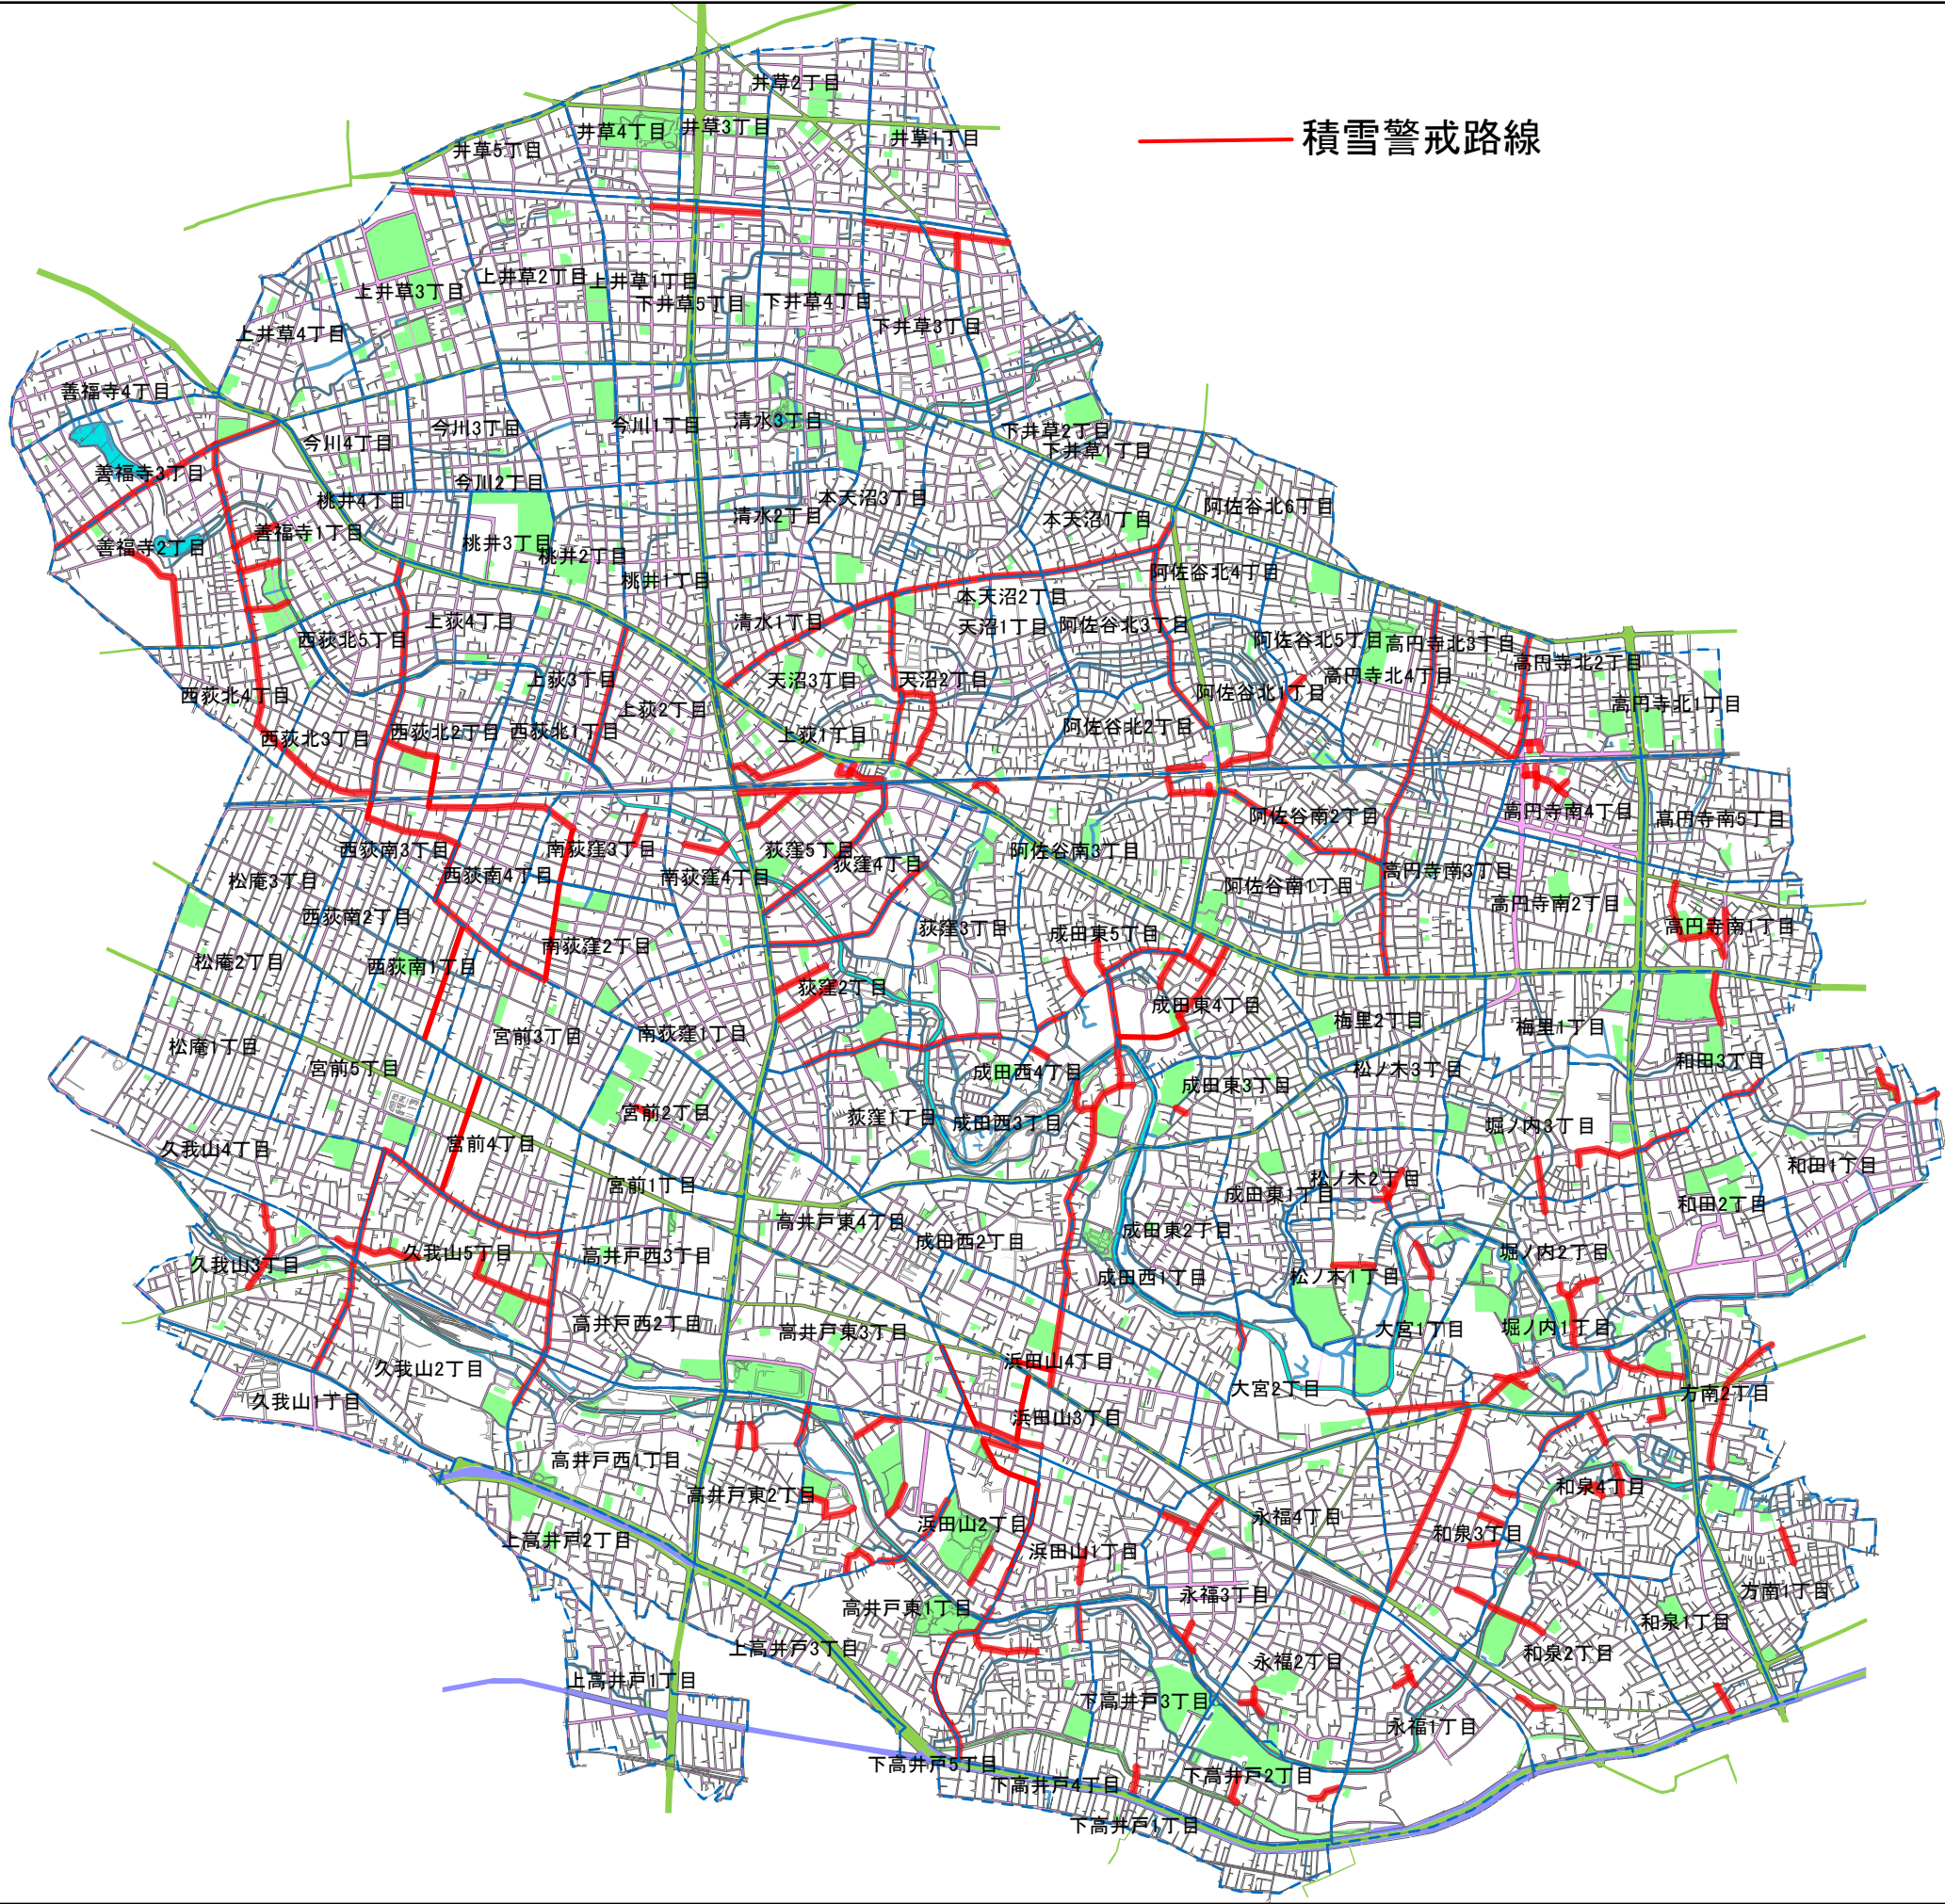 井草2丁目
井草4丁目
井草3丁目
井草1丁目
積雪警戒路線
井草5丁目
上井草3丁目
上井草2丁目
上井草1丁目
下井草5丁目
下井草4丁目
上井草4丁目
下井草3丁目
善福寺4丁目
今川4丁目
今川3丁目
今川1丁目
清水3丁目
下井草2丁目
下井草1丁目
善福寺3丁目
桃井4丁目
今川2丁目
本天沼3丁目
清水2丁目
本天沼1丁目
阿佐谷北6丁目
善福寺2丁目
善福寺1丁目
桃井3丁目
桃井2丁目
桃井1丁目
阿佐谷北4丁目
本天沼2丁目
西荻北5丁目
上荻4丁目
清水1丁目
天沼1丁目
阿佐谷北3丁目
阿佐谷北5丁目
高円寺北3丁目
高円寺北2丁目
西荻北4丁目
上荻3丁目
上荻2丁目
天沼3丁目
天沼2丁目
阿佐谷北1丁目
高円寺北4丁目
高円寺北1丁目
西荻北3丁目
西荻北2丁目
西荻北1丁目
上荻1丁目
阿佐谷北2丁目
西荻南3丁目
南荻窪3丁目
荻窪5丁目
荻窪4丁目
阿佐谷南3丁目
阿佐谷南2丁目
高円寺南4丁目
高円寺南5丁目
松庵3丁目
西荻南4丁目
南荻窪4丁目
阿佐谷南1丁目
高円寺南3丁目
西荻南2丁目
高円寺南2丁目
高円寺南1丁目
松庵2丁目
西荻南1丁目
南荻窪2丁目
荻窪3丁目
成田東5丁目
荻窪2丁目
成田東4丁目
松庵1丁目
宮前5丁目
宮前3丁目
南荻窪1丁目
梅里2丁目
梅里1丁目
和田3丁目
成田西4丁目
成田東3丁目
松ノ木3丁目
宮前2丁目
荻窪1丁目
成田西3丁目
堀ノ内3丁目
久我山4丁目
宮前4丁目
宮前1丁目
松ノ木2丁目
成田東1丁目
和田1丁目
和田2丁目
高井戸東4丁目
成田西2丁目
成田東2丁目
久我山3丁目
久我山5丁目
高井戸西3丁目
成田西1丁目
松ノ木1丁目
堀ノ内2丁目
高井戸西2丁目
高井戸東3丁目
大宮1丁目
堀ノ内1丁目
久我山2丁目
浜田山4丁目
大宮2丁目
方南2丁目
久我山1丁目
浜田山3丁目
高井戸西1丁目
高井戸東2丁目
和泉4丁目
上高井戸2丁目
浜田山2丁目
浜田山1丁目
永福4丁目
和泉3丁目
高井戸東1丁目
永福3丁目
方南1丁目
上高井戸3丁目
和泉1丁目
上高井戸1丁目
永福2丁目
和泉2丁目
下高井戸3丁目
永福1丁目
下高井戸5丁目
下高井戸4丁目
下高井戸2丁目
下高井戸1丁目